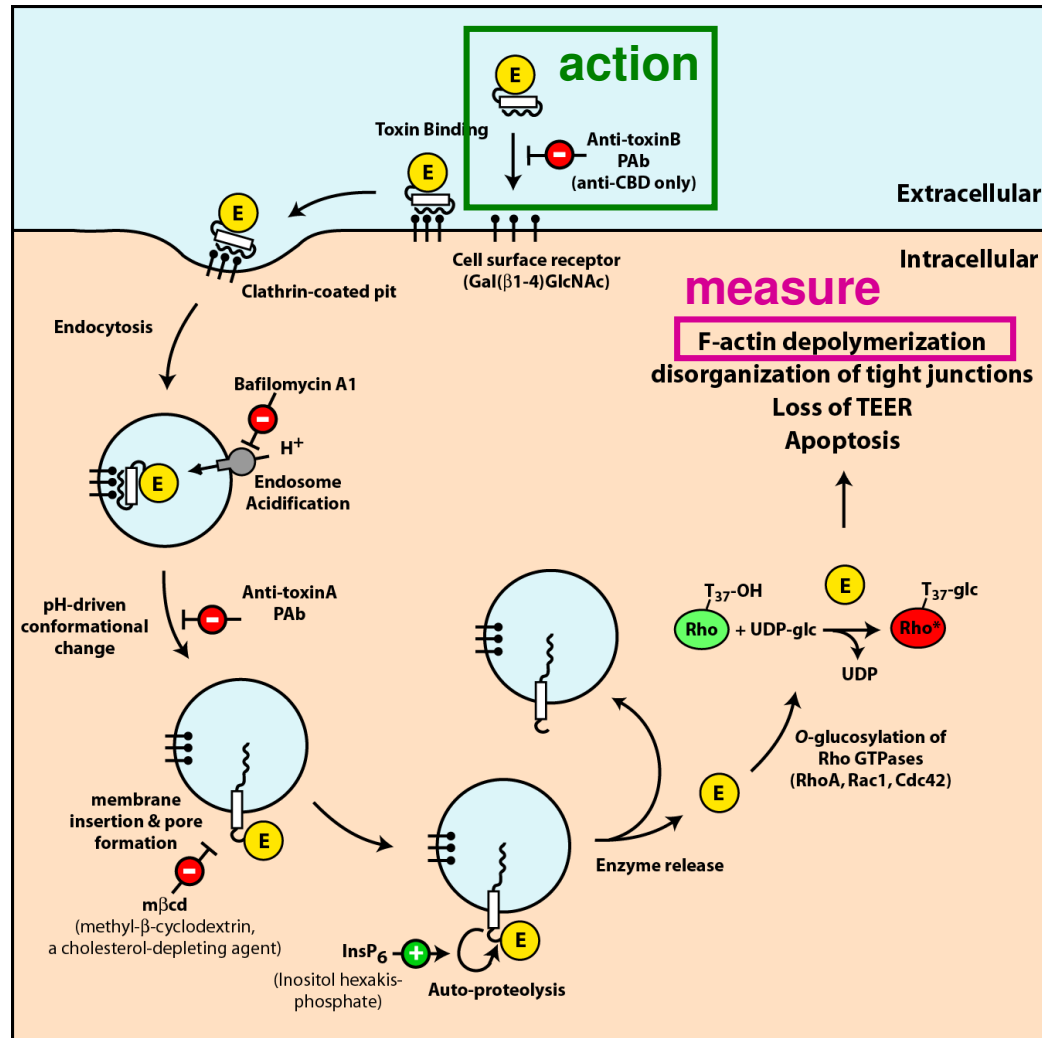 action
E
Toxin Binding
Anti-toxinB
PAb
(anti-CBD only)
−
E
E
Extracellular
Cell surface receptor
(Gal(β1-4)GlcNAc)
Intracellular
Clathrin-coated pit
measure
Endocytosis
F-actin depolymerization
disorganization of tight junctions
Loss of TEER
Apoptosis
Bafilomycin A1
−
H+
E
Endosome
Acidification
pH-driven
conformational
change
−
Anti-toxinA
PAb
T37-OH
Rho
+ UDP-glc
E
T37-glc
Rho*
UDP
O-glucosylation of
Rho GTPases
(RhoA, Rac1, Cdc42)
membrane
insertion & pore
formation
E
−
mβcd
(methyl-β-cyclodextrin,
a cholesterol-depleting agent)
E
Enzyme release
InsP6
+
E
(Inositol hexakis-
phosphate)
Auto-proteolysis